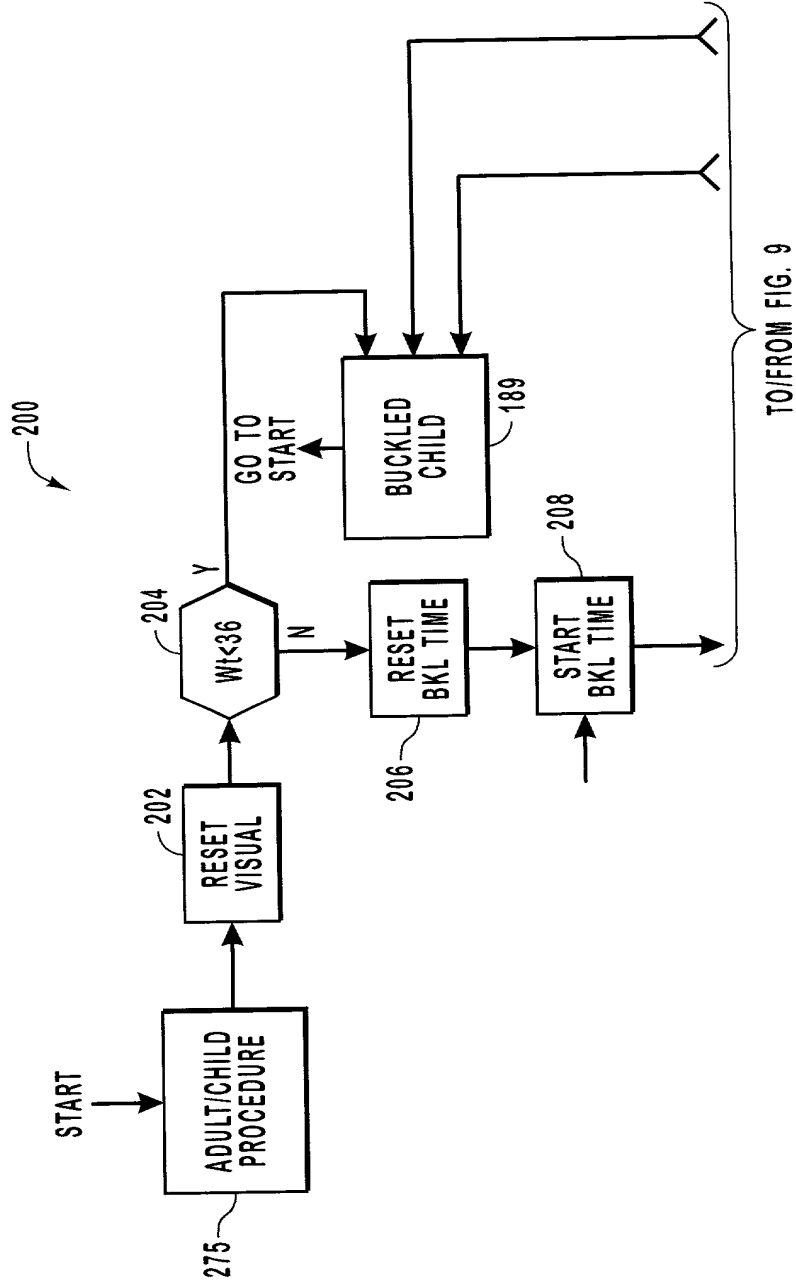 200
START
ADULT/CHILD
PROCEDURE
275
RESET
VISUAL
202
Wt<36
204
Y
N
GO TO
START
BUCKLED
CHILD
189
RESET
BKL TIME
206
START
BKL TIME
208
TO/FROM FIG. 9